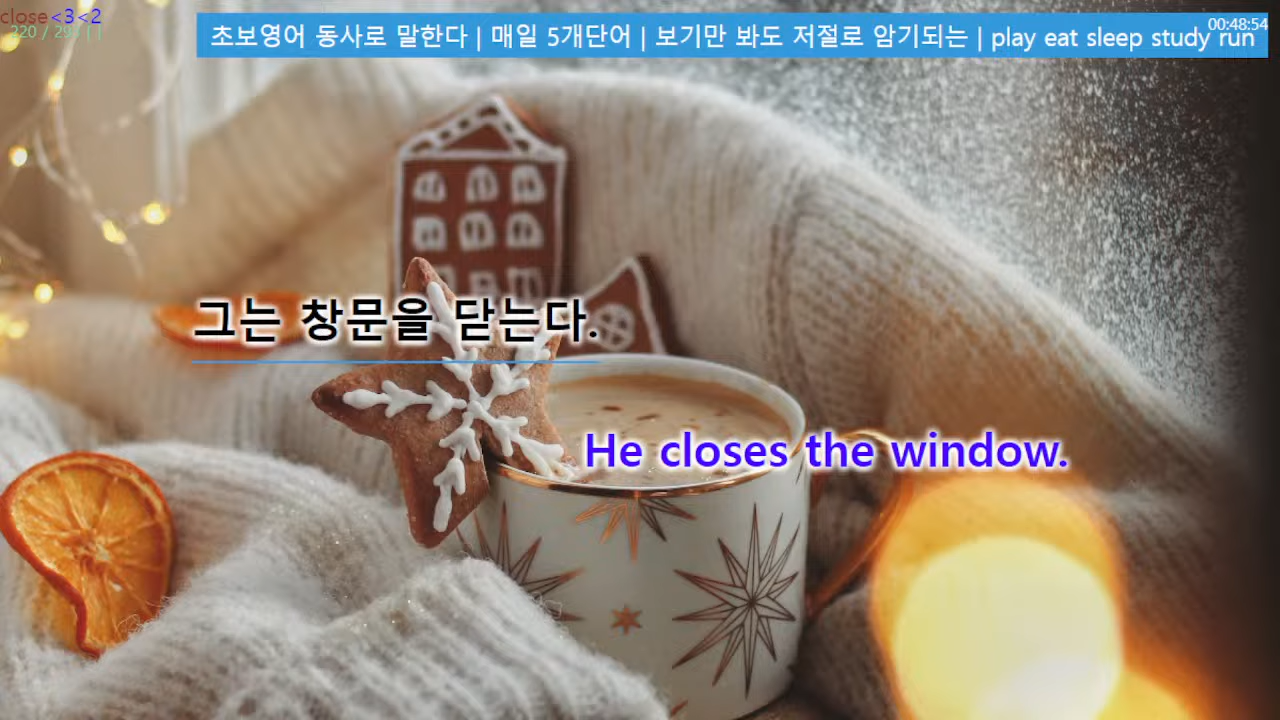 close<3<2
초보영어 동사로 말한다 | 매일 5개단어 | 보기만 봐도 저절로 암기되는 | play eat sleep study run
00:48:54
그는 창문을 닫는다.
He closes the window.